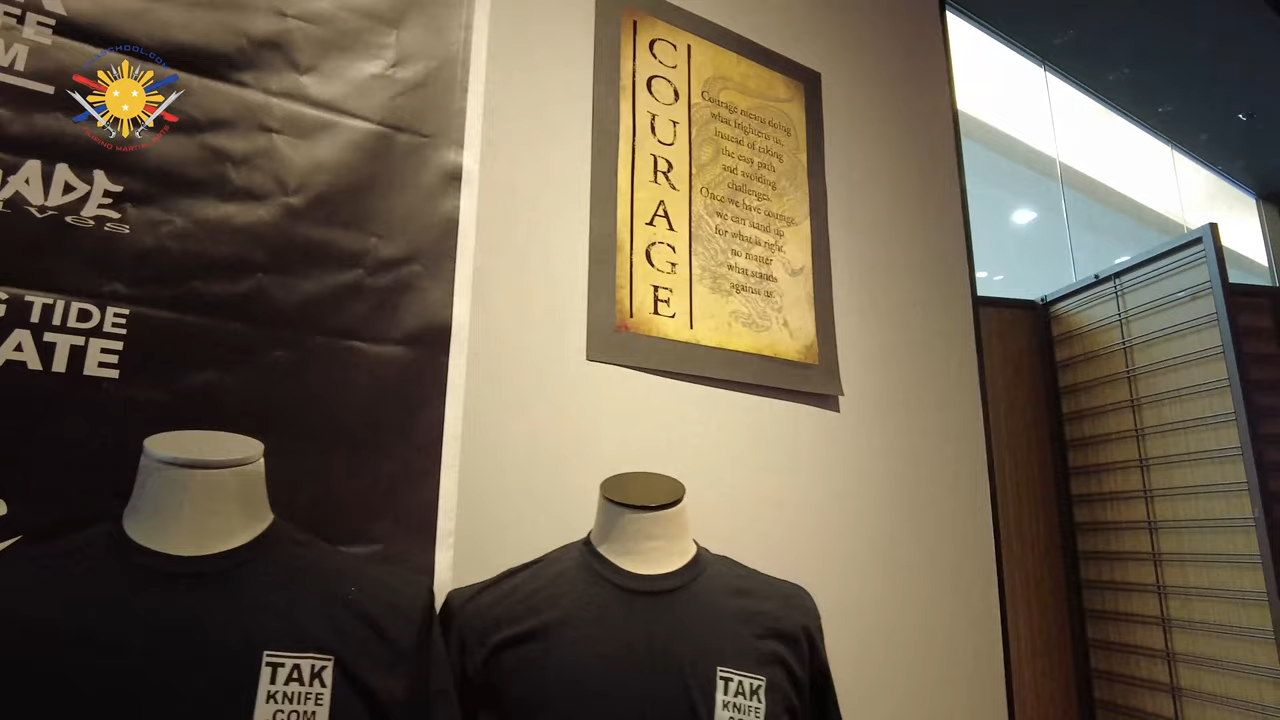 FE
M
ADE
ives
G TIDE
ATE
COURAGE
Courage means doing
what frightens us,
instead of taking
the easy path
and avoiding
challenges.
Once we have courage,
we can stand up
for what is right,
no matter
what stands
against us.
TAK
KNIFE
.COM
TAK
KNIFE